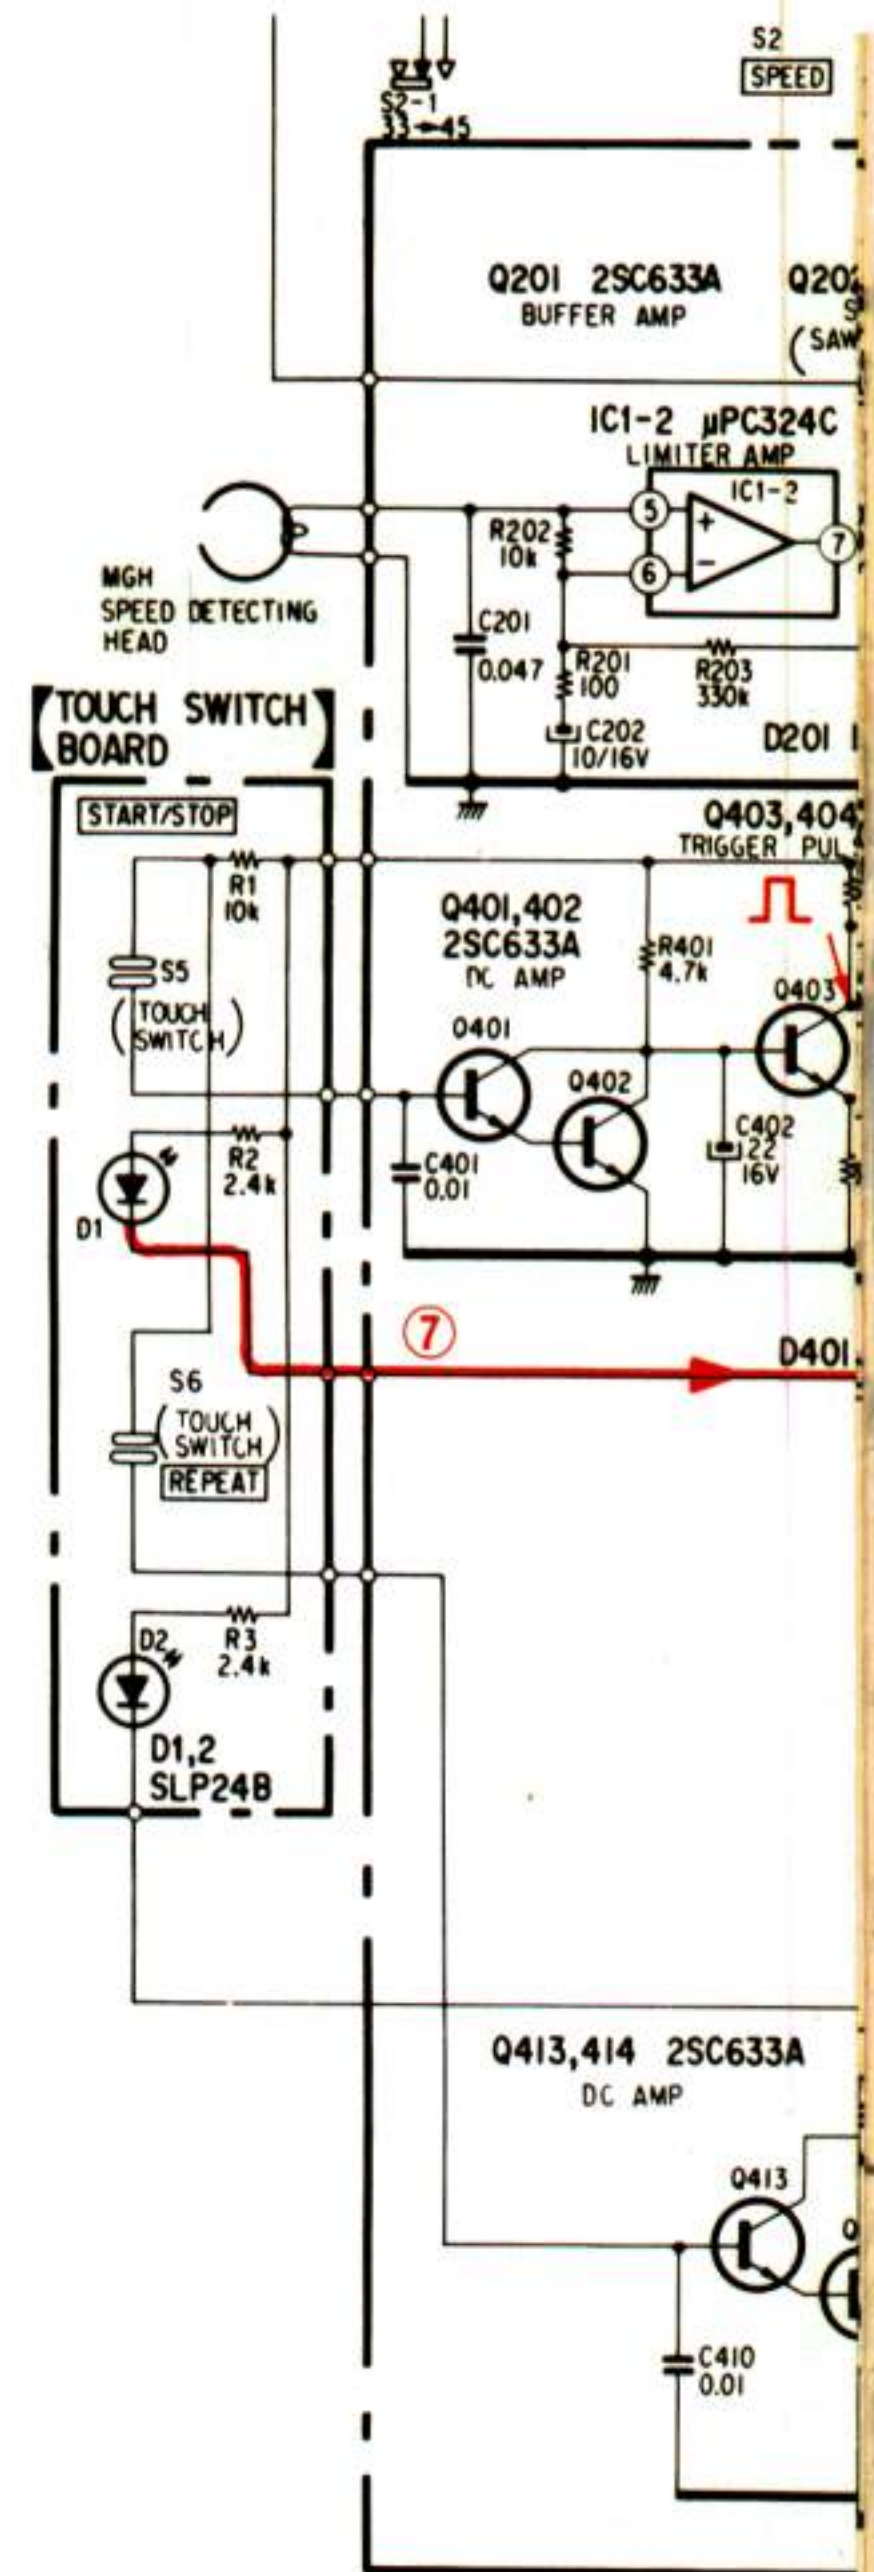 S2
SPEED
S2-1
33→45
Q201 2SC633A
BUFFER AMP
Q202
(SAW
IC1-2 µPC324C
LIMITER AMP
IC1-2
5
+
6
−
7
R202
10k
MGH
SPEED DETECTING
HEAD
C201
0.047
R201
100
R203
330k
C202
10/16V
D201
【TOUCH SWITCH
BOARD】
START/STOP
Q403,404
TRIGGER PUL
R1
10k
Q401,402
2SC633A
DC AMP
R401
4.7k
S5
(TOUCH
SWITCH)
Q401
Q402
Q403
R2
2.4k
C401
0.01
C402
22
16V
D1
7
D401
S6
(TOUCH
SWITCH)
REPEAT
D2
R3
2.4k
D1,2
SLP24B
Q413,414 2SC633A
DC AMP
Q413
Q
C410
0.01